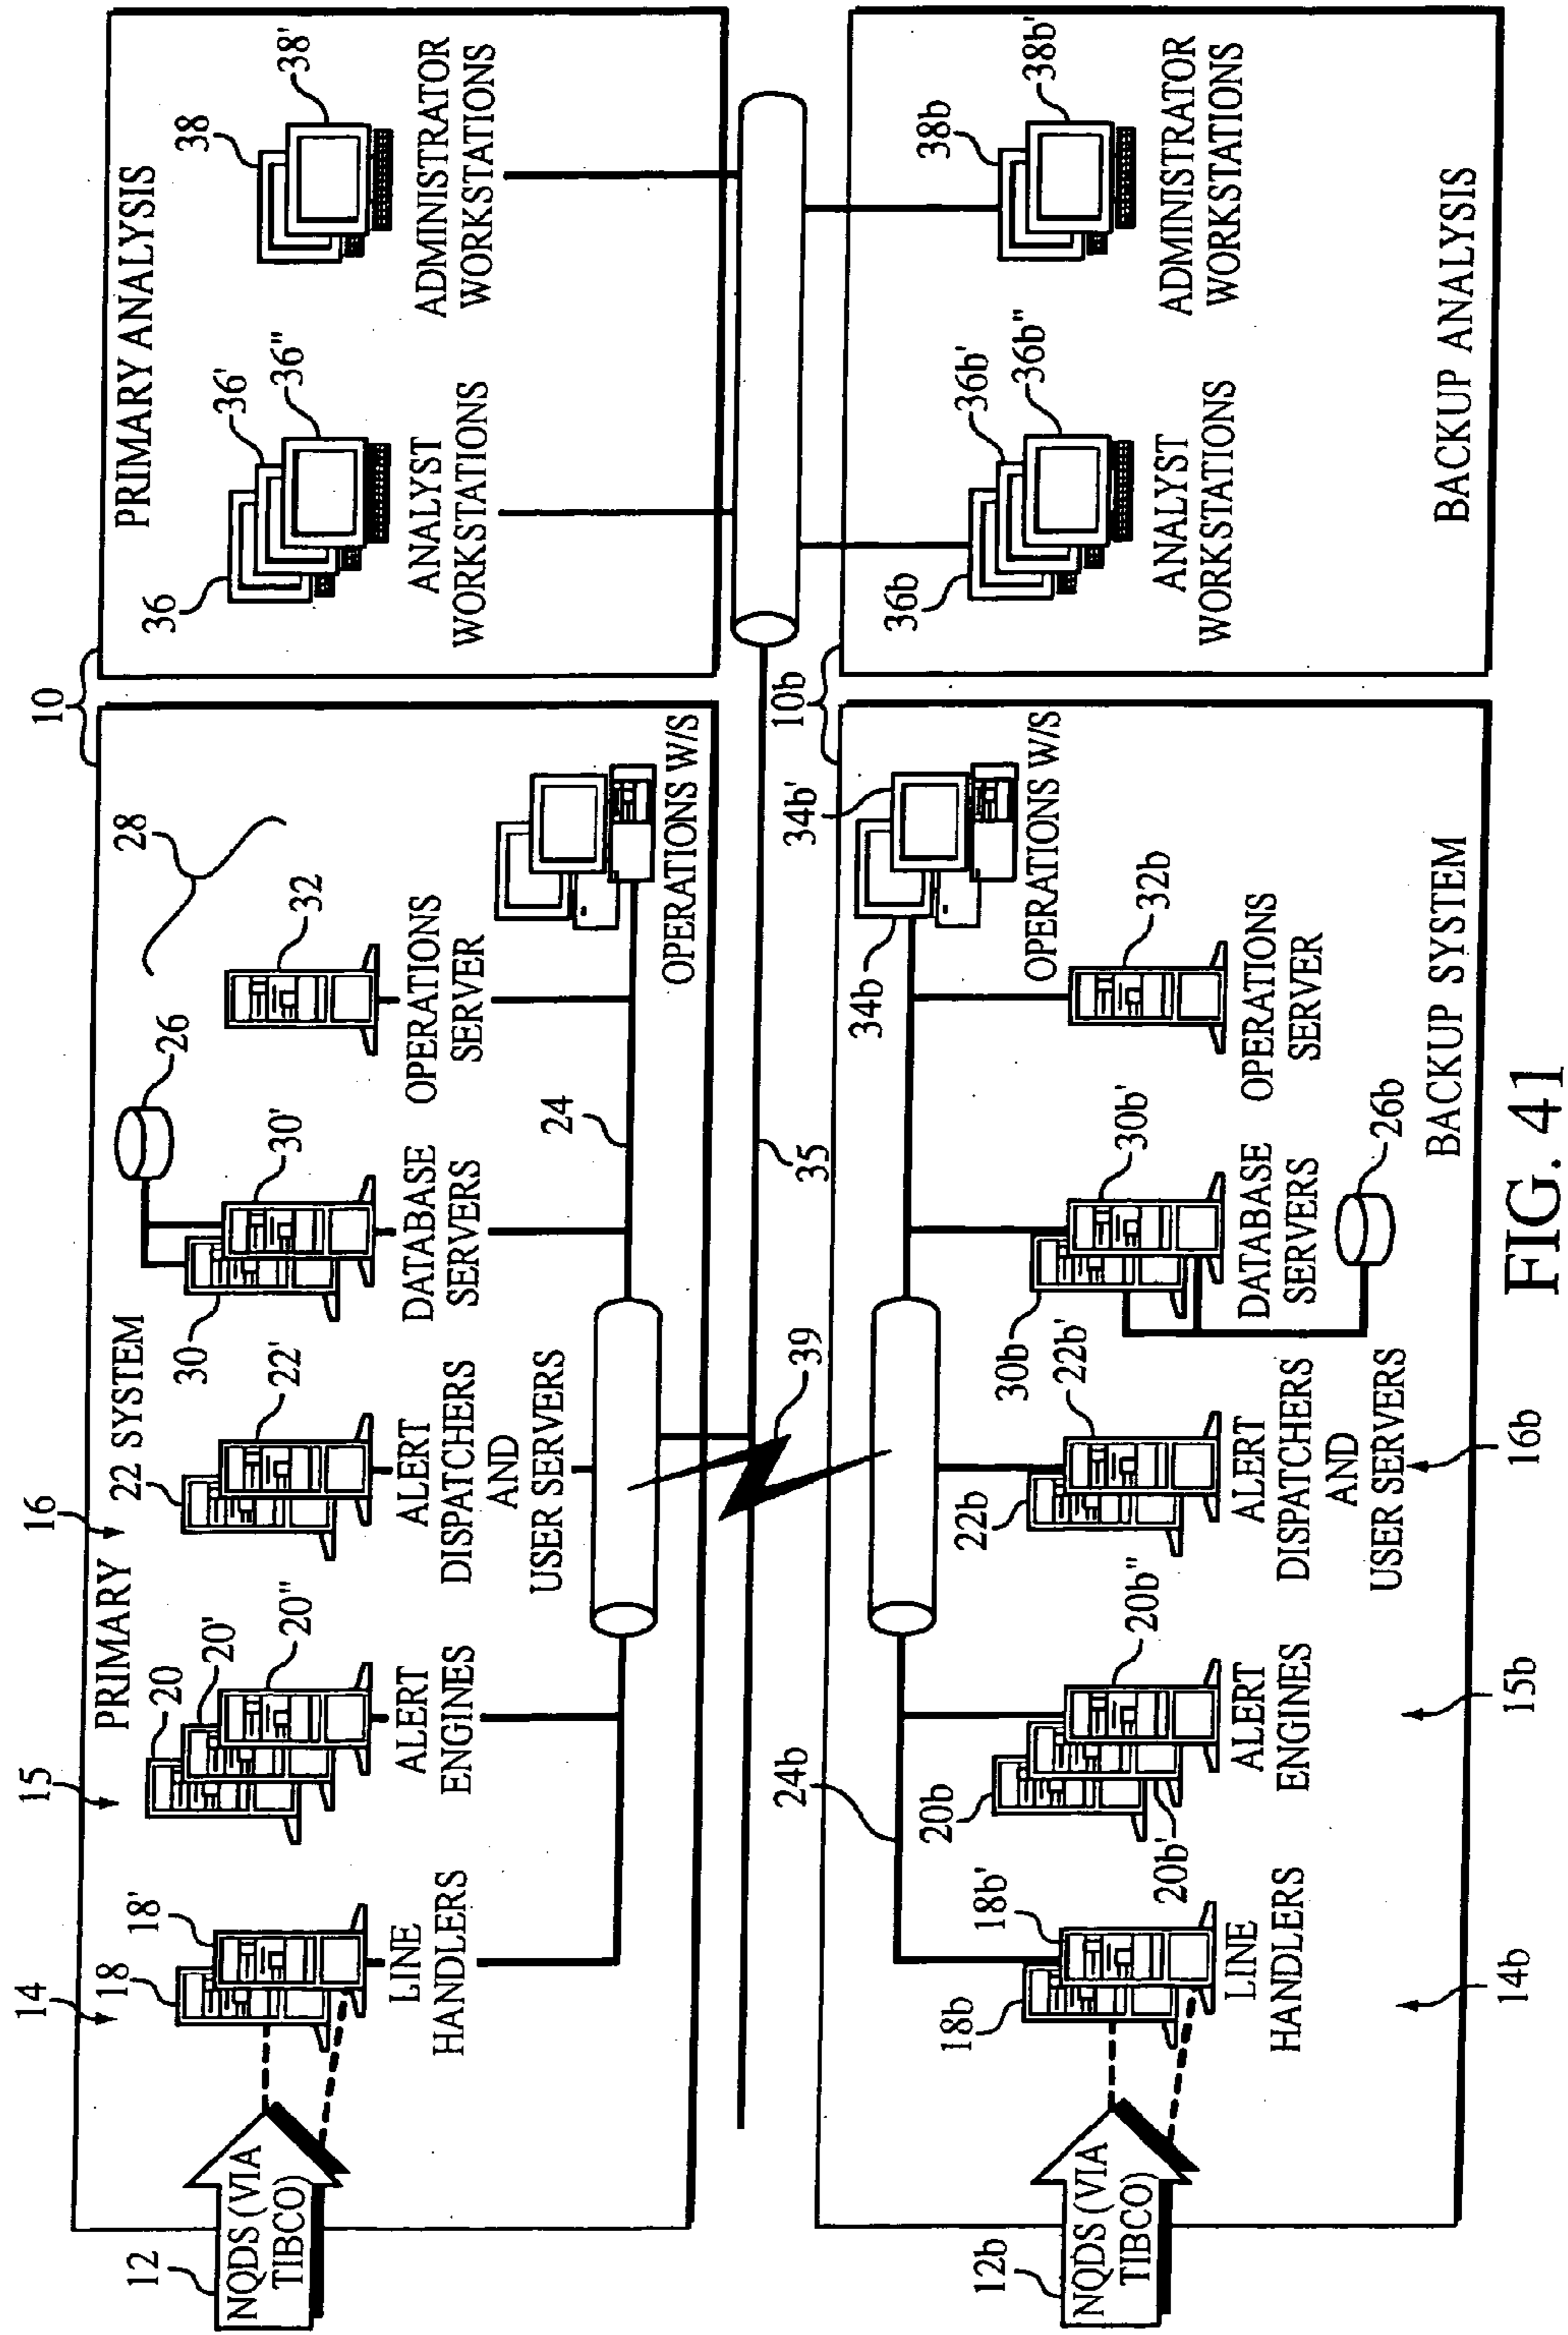 10
PRIMARY ANALYSIS
36
36'
36"
38
38'
ANALYST
WORKSTATIONS
ADMINISTRATOR
WORKSTATIONS
14
15
16
PRIMARY
22 SYSTEM
28
12
NQDS (VIA
TIBCO)
18
18'
20
20'
20"
22'
30
30'
26
32
LINE
HANDLERS
ALERT
ENGINES
ALERT
DISPATCHERS
AND
USER SERVERS
DATABASE
SERVERS
OPERATIONS
SERVER
24
OPERATIONS W/S
39
35
10b
24b
34b
34b'
OPERATIONS W/S
12b
NQDS (VIA
TIBCO)
18b
18b'
20b
20b'
20b"
22b
22b'
30b
30b'
32b
LINE
HANDLERS
ALERT
ENGINES
ALERT
DISPATCHERS
AND
USER SERVERS
DATABASE
SERVERS
OPERATIONS
SERVER
26b
14b
15b
16b
BACKUP SYSTEM
36b
36b'
36b"
38b
38b'
ANALYST
WORKSTATIONS
ADMINISTRATOR
WORKSTATIONS
BACKUP ANALYSIS
FIG. 41